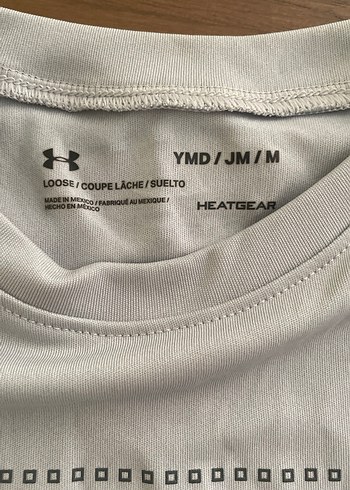 YMD / JM / M
LOOSE / COUPE LÂCHE / SUELTO
MADE IN MEXICO / FABRIQUÉ AU MEXIQUE /
HECHO EN MÉXICO
HEATGEAR